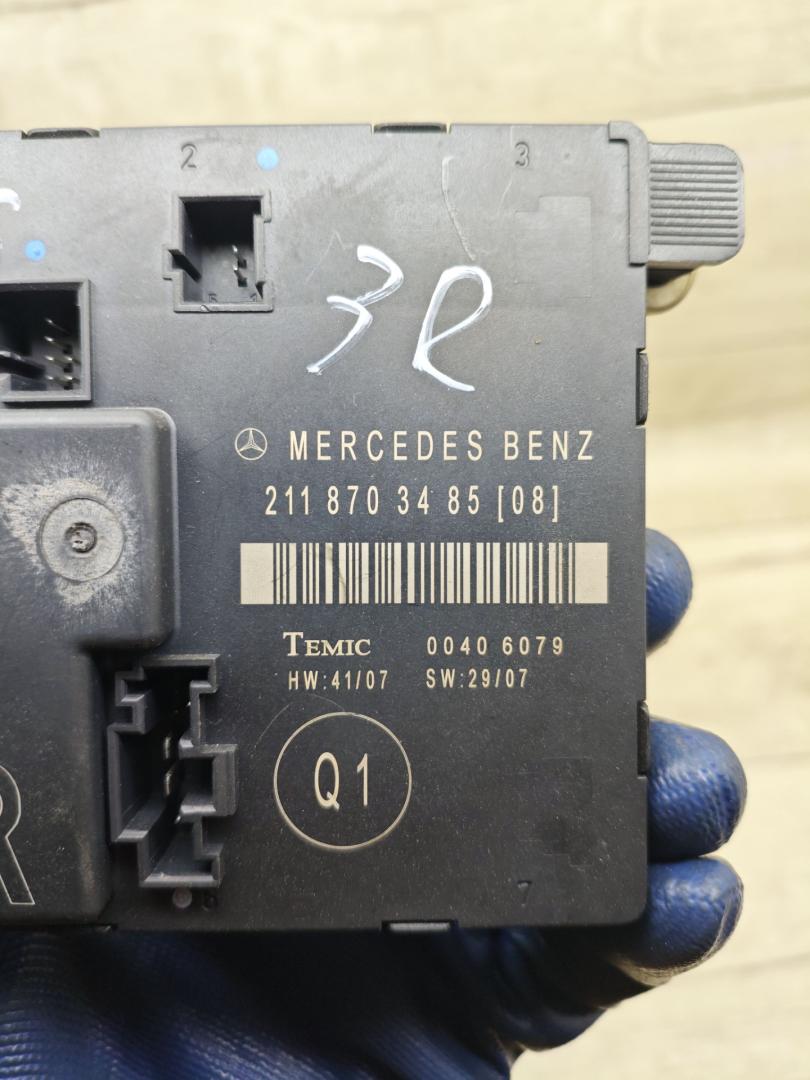 2
3
3R
MERCEDES BENZ
211 870 34 85 [08]
TEMIC 0040 6079
HW:41/07 SW:29/07
Q1
R
6
7